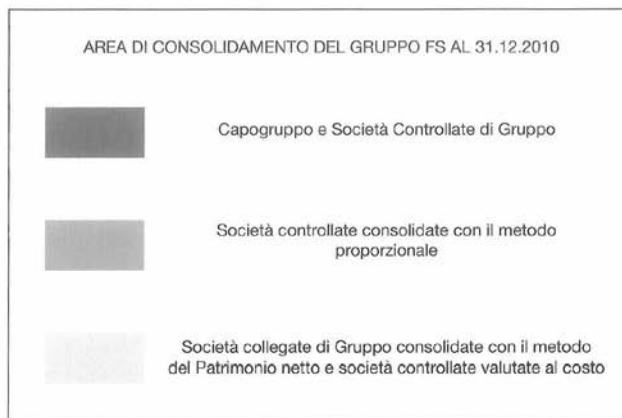 AREA DI CONSOLIDAMENTO DEL GRUPPO FS AL 31.12.2010
Capogruppo e Società Controllate di Gruppo
Società controllate consolidate con il metodo
proporzionale
Società collegate di Gruppo consolidate con il metodo
del Patrimonio netto e società controllate valutate al costo